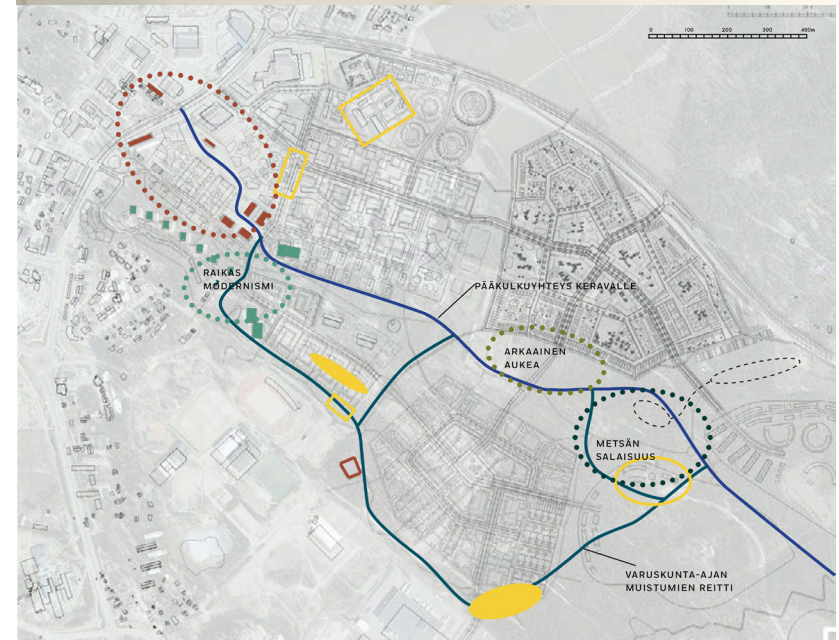 0 100 200 300 400m
RAIKAS
MODERNISMI
PÄÄKULKUYHTEYS KERAVALLE
ARKAAINEN
AUKEA
METSÄN
SALAISUUS
VARUSKUNTA-AJAN
MUISTUMIEN REITTI